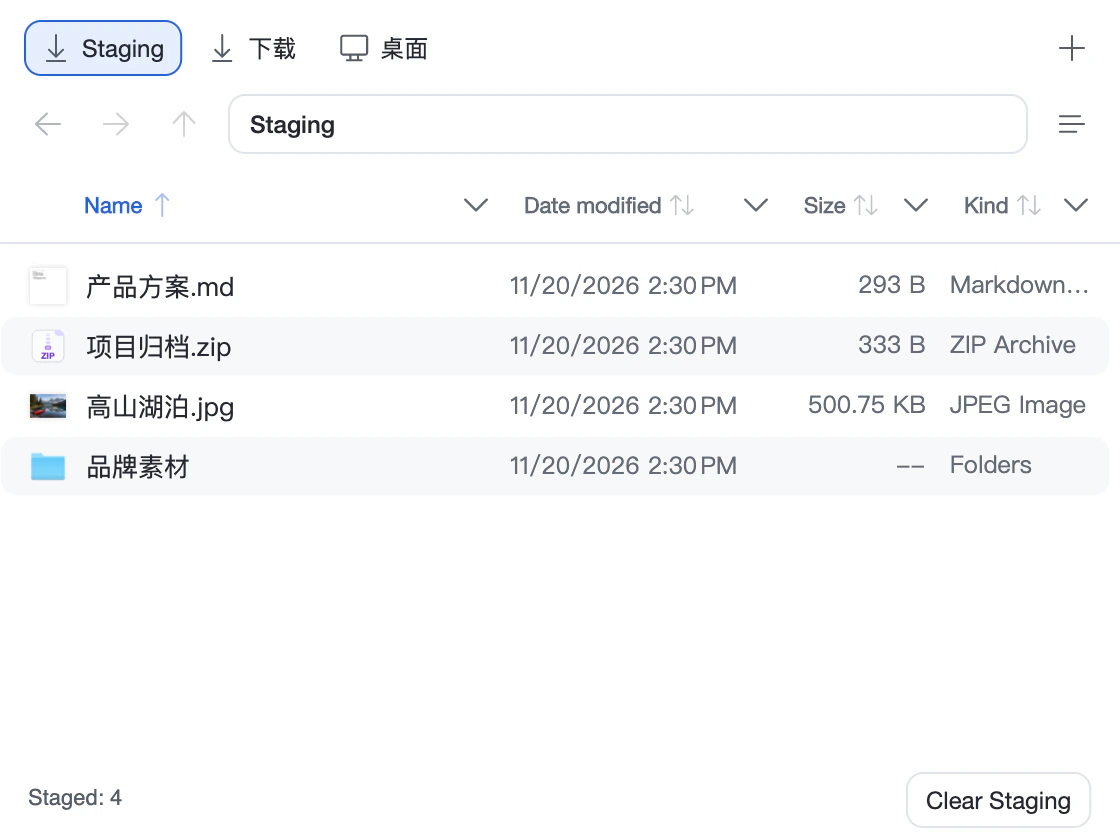 Staging 下载 桌面
Staging
Name Date modified Size Kind
产品方案.md 11/20/2026 2:30 PM 293 B Markdown…
ZIP 项目归档.zip 11/20/2026 2:30 PM 333 B ZIP Archive
高山湖泊.jpg 11/20/2026 2:30 PM 500.75 KB JPEG Image
品牌素材 11/20/2026 2:30 PM -- Folders
Staged: 4 Clear Staging